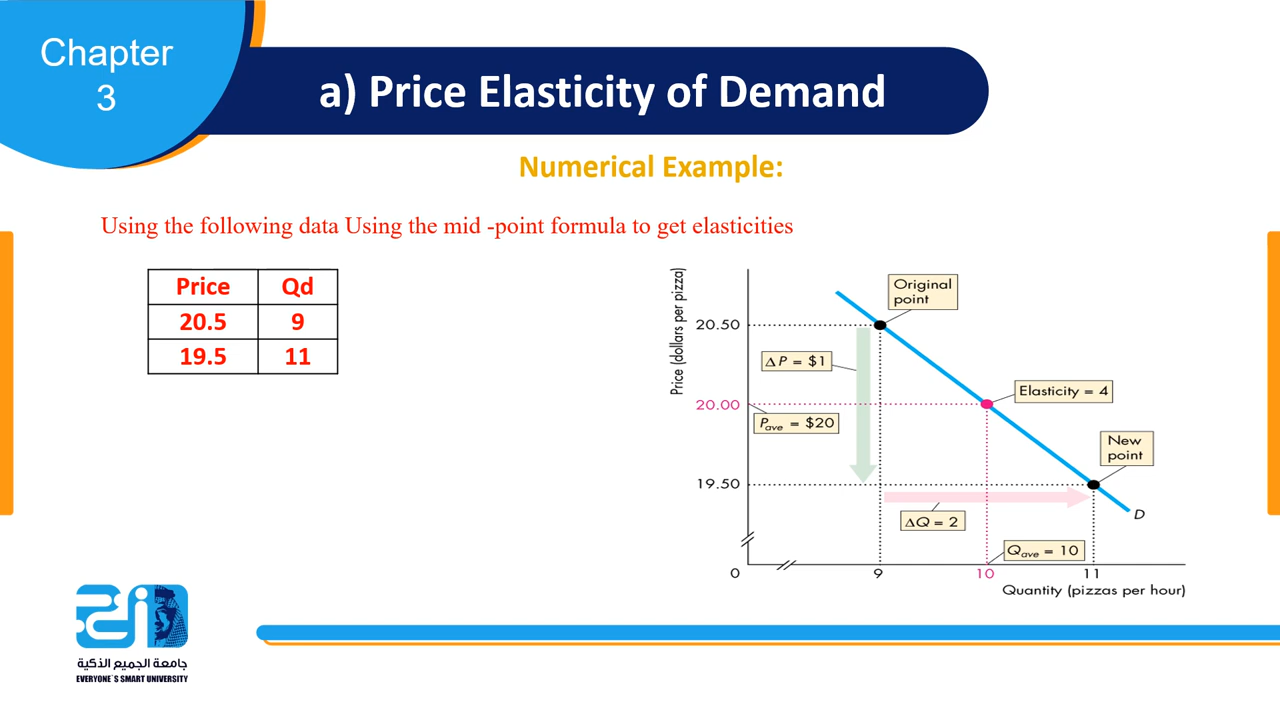 Chapter
3
a) Price Elasticity of Demand
Numerical Example:
Using the following data Using the mid -point formula to get elasticities
Price Qd
20.5 9
19.5 11
Price (dollars per pizza)
Original
point
20.50
ΔP = $1
Elasticity = 4
20.00
Pave = $20
New
point
19.50
ΔQ = 2
D
Qave = 10
0 9 10 11
Quantity (pizzas per hour)
جامعة الجميع الذكية
EVERYONE`S SMART UNIVERSITY